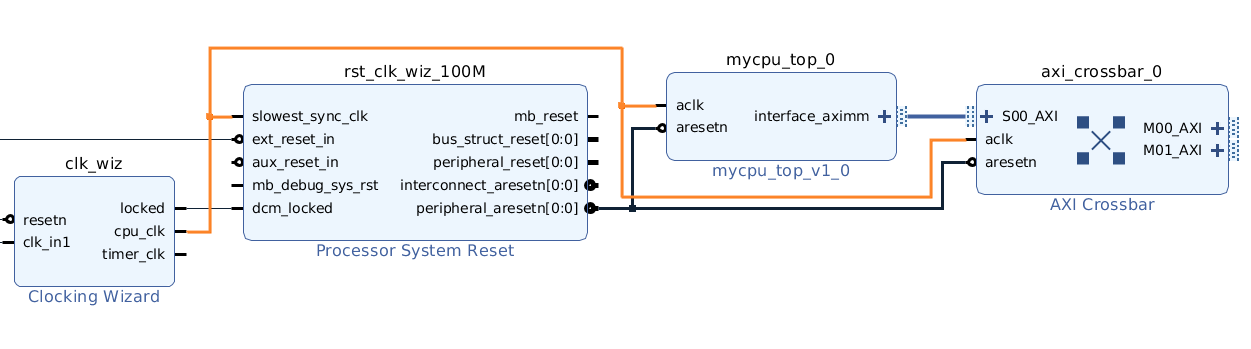 clk_wiz
resetn
clk_in1
locked
cpu_clk
timer_clk
Clocking Wizard
rst_clk_wiz_100M
slowest_sync_clk
ext_reset_in
aux_reset_in
mb_debug_sys_rst
dcm_locked
mb_reset
bus_struct_reset[0:0]
peripheral_reset[0:0]
interconnect_aresetn[0:0]
peripheral_aresetn[0:0]
Processor System Reset
mycpu_top_0
aclk
aresetn
interface_aximm
mycpu_top_v1_0
axi_crossbar_0
S00_AXI
aclk
aresetn
M00_AXI
M01_AXI
AXI Crossbar